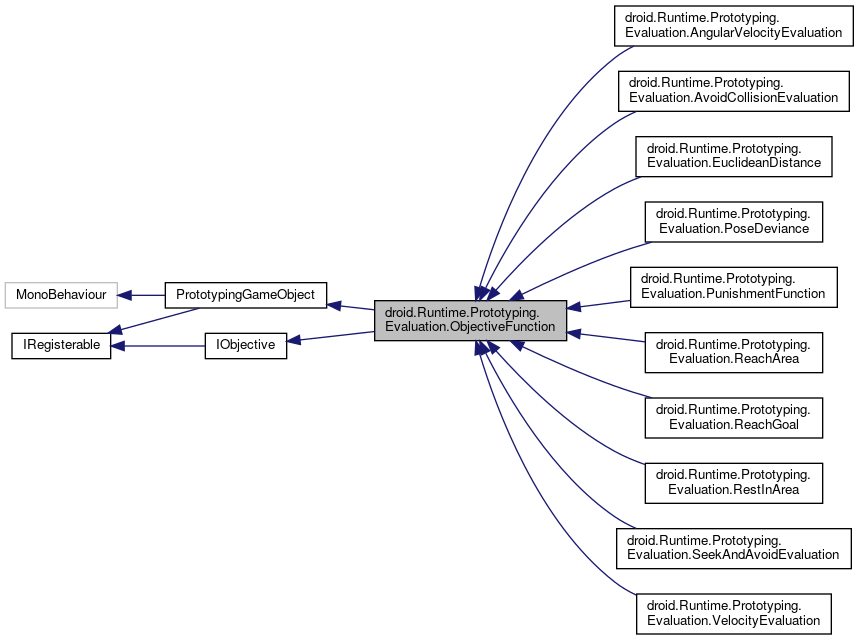 MonoBehaviour
IRegisterable
PrototypingGameObject
IObjective
droid.Runtime.Prototyping.
Evaluation.ObjectiveFunction
droid.Runtime.Prototyping.
Evaluation.AngularVelocityEvaluation
droid.Runtime.Prototyping.
Evaluation.AvoidCollisionEvaluation
droid.Runtime.Prototyping.
Evaluation.EuclideanDistance
droid.Runtime.Prototyping.
Evaluation.PoseDeviance
droid.Runtime.Prototyping.
Evaluation.PunishmentFunction
droid.Runtime.Prototyping.
Evaluation.ReachArea
droid.Runtime.Prototyping.
Evaluation.ReachGoal
droid.Runtime.Prototyping.
Evaluation.RestInArea
droid.Runtime.Prototyping.
Evaluation.SeekAndAvoidEvaluation
droid.Runtime.Prototyping.
Evaluation.VelocityEvaluation